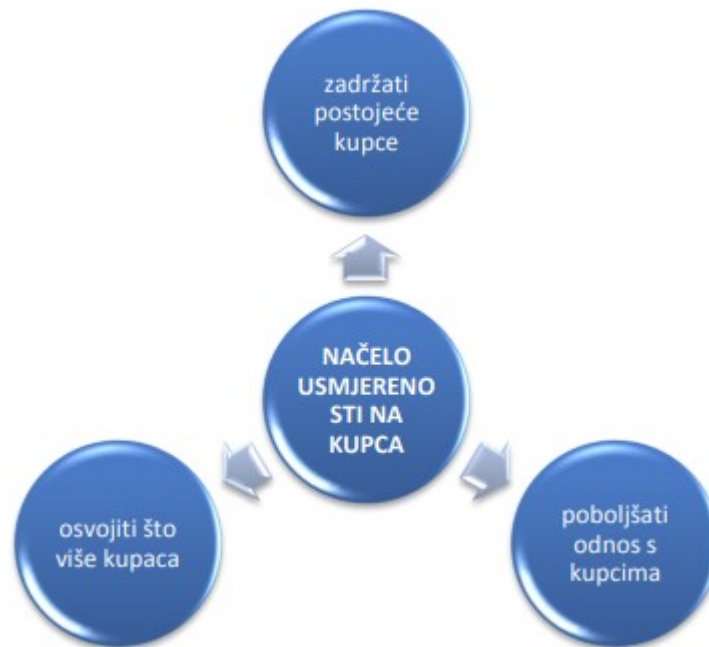 zadržati
postojeće
kupce
NAČELO
USMJERENO
STI NA
KUPCA
osvojiti što
više kupaca
poboljšati
odnos s
kupcima